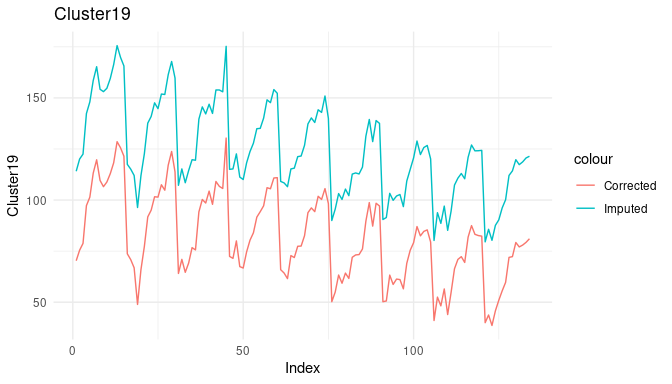 Cluster19
150
100
50
Cluster19
0
50
100
Index
colour
Corrected
Imputed